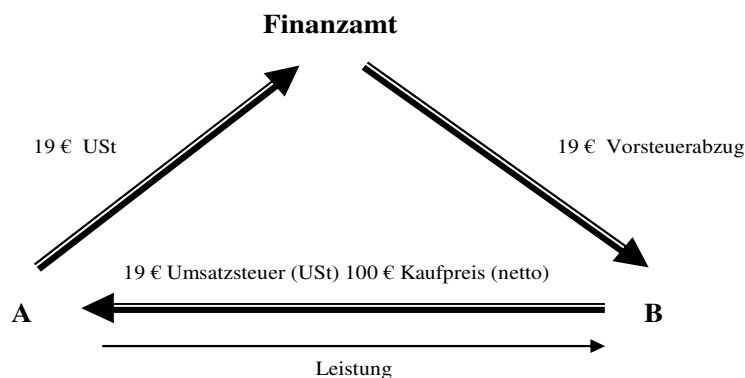 Finanzamt
19 € USt
19 € Vorsteuerabzug
19 € Umsatzsteuer (USt) 100 € Kaufpreis (netto)
A
B
Leistung